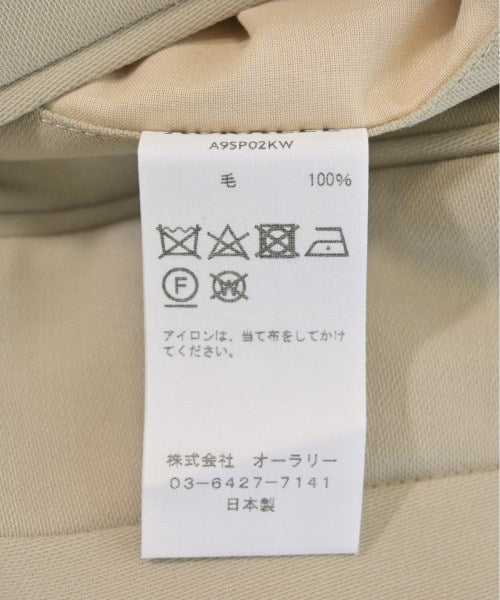 A9SP02KW
毛 100%
F W
アイロンは、当て布をしてかけ
てください。
株式会社 オーラリー
03-6427-7141
日本製